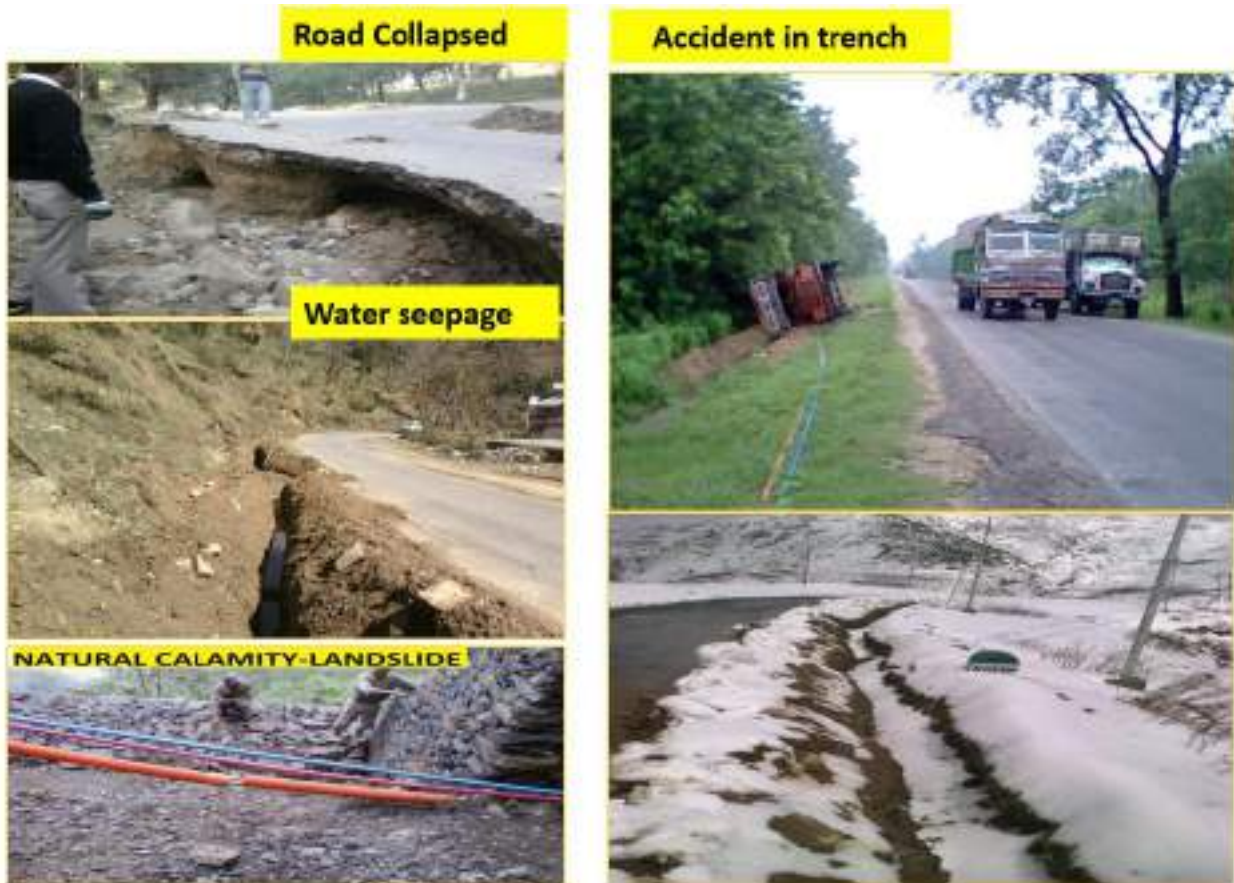 Road Collapsed
Accident in trench
Water seepage
NATURAL CALAMITY-LANDSLIDE